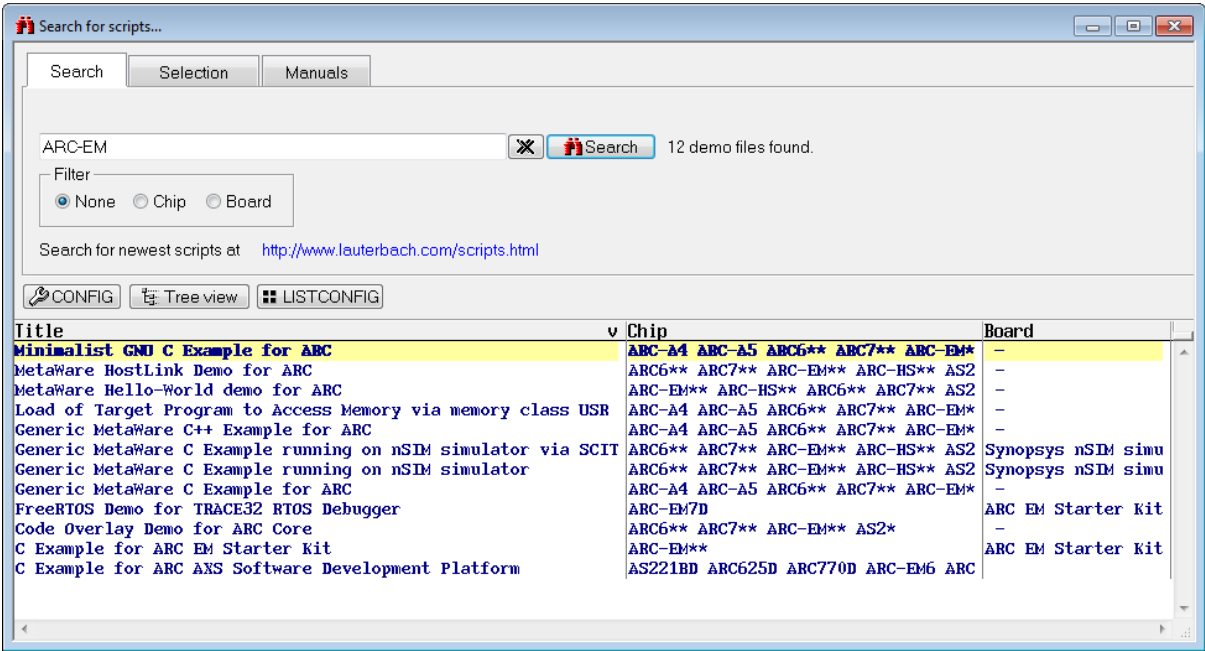 Search for scripts...
Search Selection Manuals
ARC-EM Search 12 demo files found.
Filter
None Chip Board
Search for newest scripts at http://www.lauterbach.com/scripts.html
CONFIG Tree view LISTCONFIG
Title v Chip Board
Minimalist GNU C Example for ARC ARC-A4 ARC-A5 ARC6** ARC7** ARC-EM* -
MetaWare HostLink Demo for ARC ARC6** ARC7** ARC-EM** ARC-HS** AS2 -
MetaWare Hello-World demo for ARC ARC-EM** ARC-HS** ARC6** ARC7** AS2 -
Load of Target Program to Access Memory via memory class USR ARC-A4 ARC-A5 ARC6** ARC7** ARC-EM* -
Generic MetaWare C++ Example for ARC ARC-A4 ARC-A5 ARC6** ARC7** ARC-EM* -
Generic MetaWare C Example running on nSIM simulator via SCIT ARC6** ARC7** ARC-EM** ARC-HS** AS2 Synopsys nSIM simu
Generic MetaWare C Example running on nSIM simulator ARC6** ARC7** ARC-EM** ARC-HS** AS2 Synopsys nSIM simu
Generic MetaWare C Example for ARC ARC-A4 ARC-A5 ARC6** ARC7** ARC-EM* -
FreeRTOS Demo for TRACE32 RTOS Debugger ARC-EM7D ARC EM Starter Kit
Code Overlay Demo for ARC Core ARC6** ARC7** ARC-EM** AS2* -
C Example for ARC EM Starter Kit ARC-EM** ARC EM Starter Kit
C Example for ARC AXS Software Development Platform AS221BD ARC625D ARC770D ARC-EM6 ARC